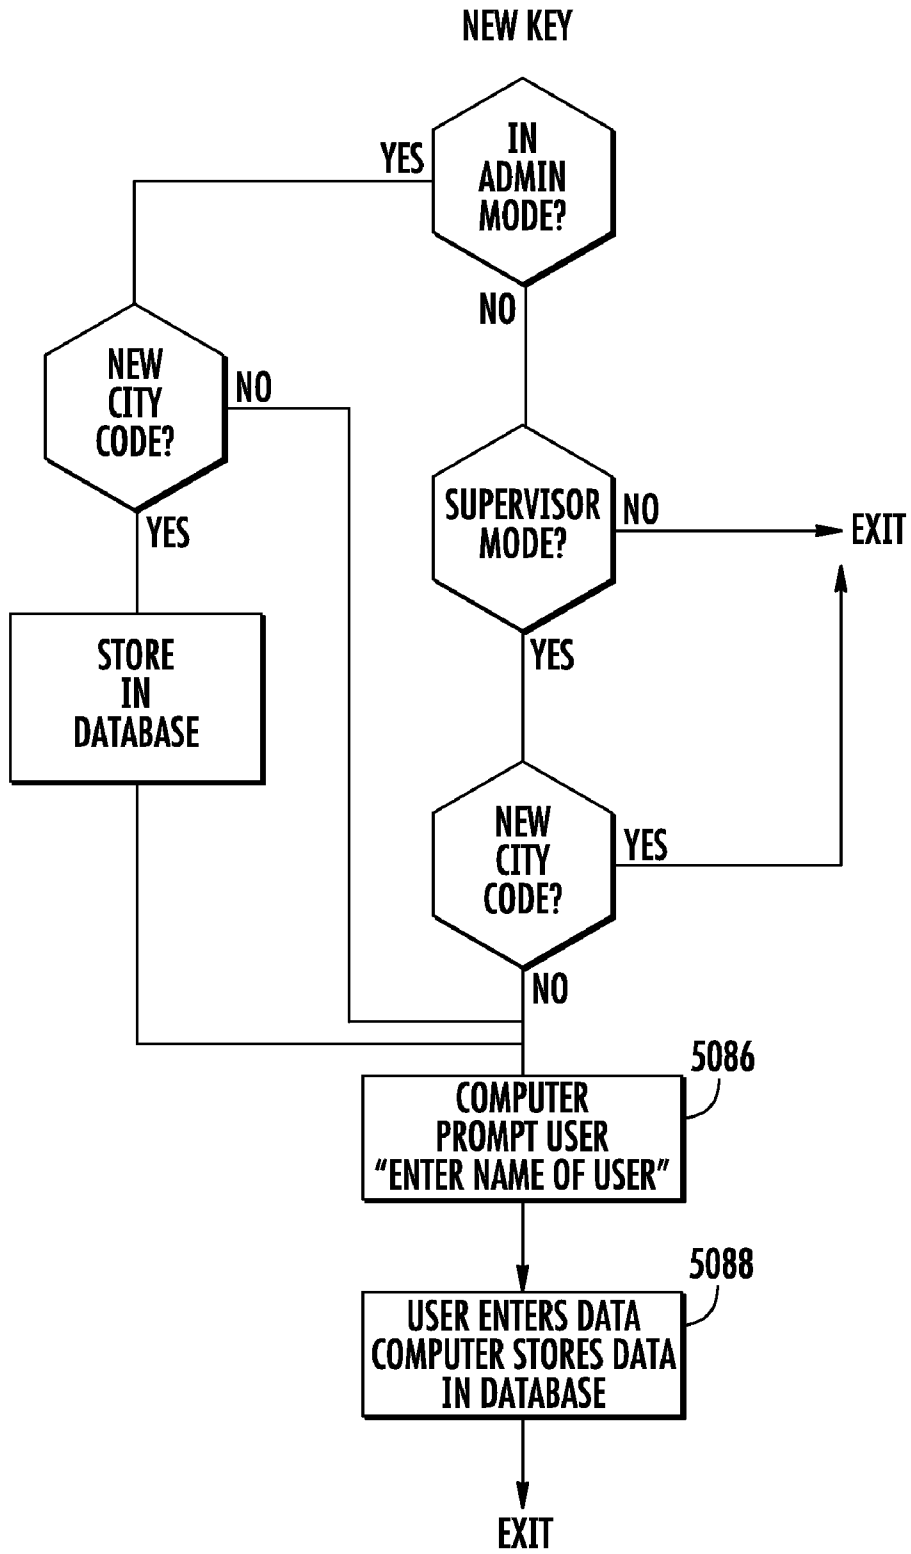 NEW KEY
IN
ADMIN
MODE?
YES
NO
NEW
CITY
CODE?
NO
YES
SUPERVISOR
MODE?
NO
EXIT
YES
STORE
IN
DATABASE
NEW
CITY
CODE?
YES
NO
5086
COMPUTER
PROMPT USER
“ENTER NAME OF USER”
5088
USER ENTERS DATA
COMPUTER STORES DATA
IN DATABASE
EXIT